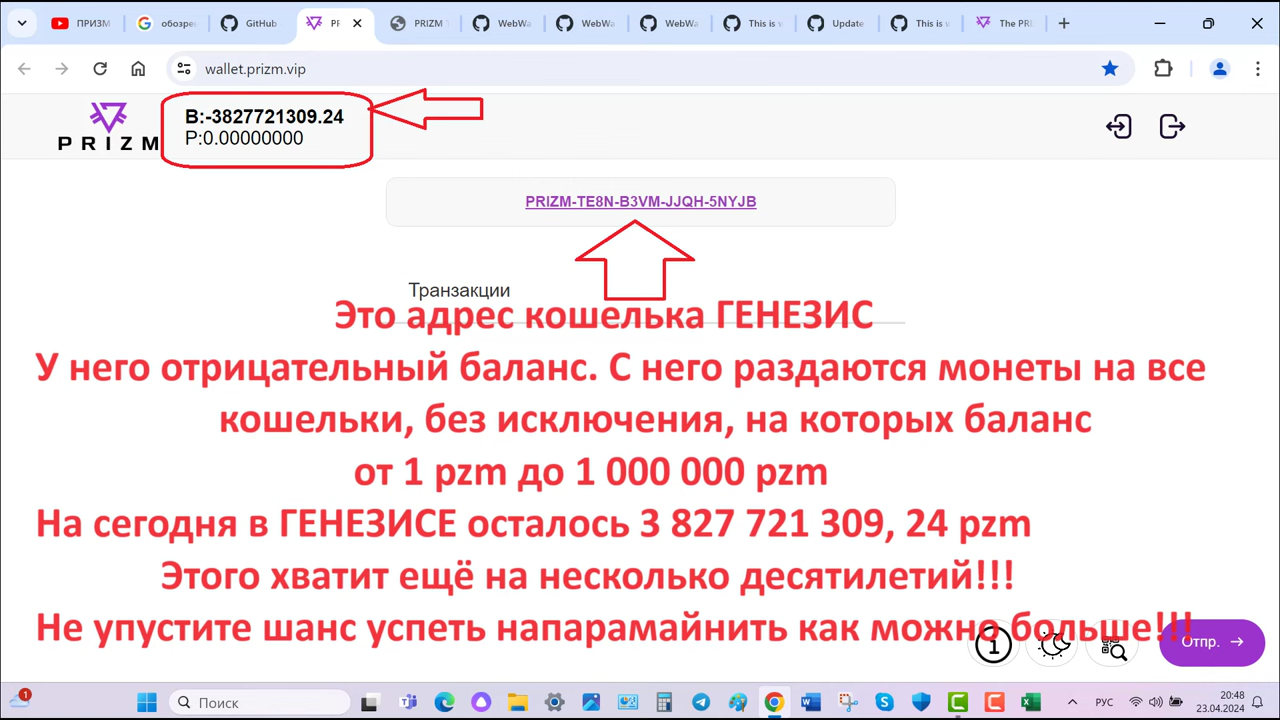 ПРИЗМ
обозре
GitHub
PR
PRIZM T
WebWa
WebWa
WebWa
This is v
Update
This is v
The PRI
wallet.prizm.vip
PRIZM
B:-3827721309.24
P:0.00000000
PRIZM-TE8N-B3VM-JJQH-5NYJB
Транзакции
Это адрес кошелька ГЕНЕЗИС
У него отрицательный баланс. С него раздаются монеты на все
кошельки, без исключения, на которых баланс
от 1 pzm до 1 000 000 pzm
На сегодня в ГЕНЕЗИСЕ осталось 3 827 721 309, 24 pzm
Этого хватит ещё на несколько десятилетий!!!
Не упустите шанс успеть напарамайнить как можно больше!!!
Отпр.
1
Поиск
РУС
20:48
23.04.2024